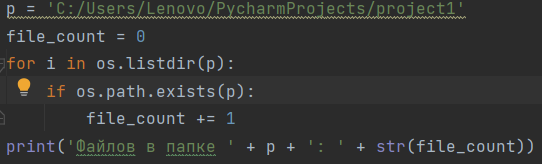 p = 'C:/Users/Lenovo/PycharmProjects/project1'
file_count = 0
for i in os.listdir(p):
    if os.path.exists(p):
        file_count += 1
print('Файлов в папке ' + p + ': ' + str(file_count))